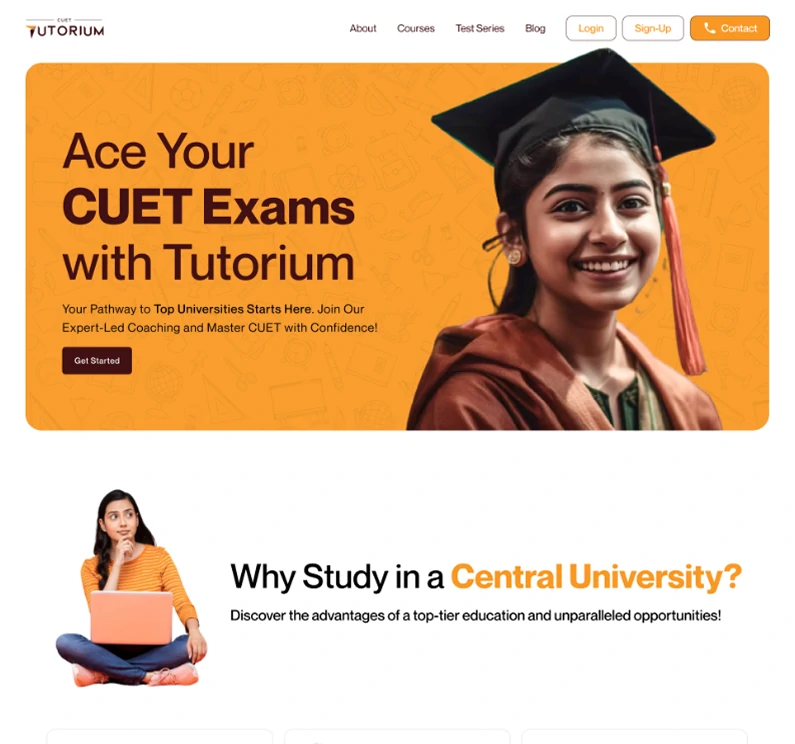 CUET
TUTORIUM
About
Courses
Test Series
Blog
Login
Sign-Up
Contact
Ace Your
CUET Exams
with Tutorium
Your Pathway to Top Universities Starts Here. Join Our
Expert-Led Coaching and Master CUET with Confidence!
Get Started
Why Study in a Central University?
Discover the advantages of a top-tier education and unparalleled opportunities!